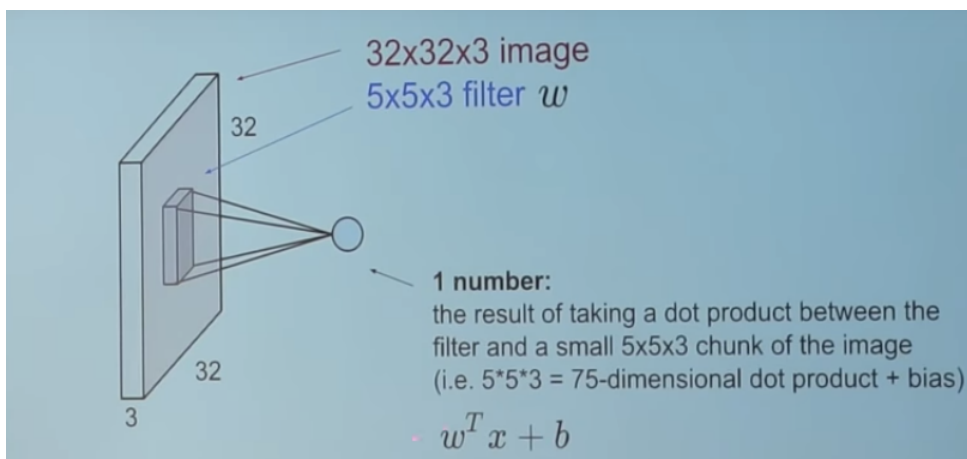 32x32x3 image
5x5x3 filter w
32
1 number:
the result of taking a dot product between the
filter and a small 5x5x3 chunk of the image
(i.e. 5*5*3 = 75-dimensional dot product + bias)
32
3
w^T x + b